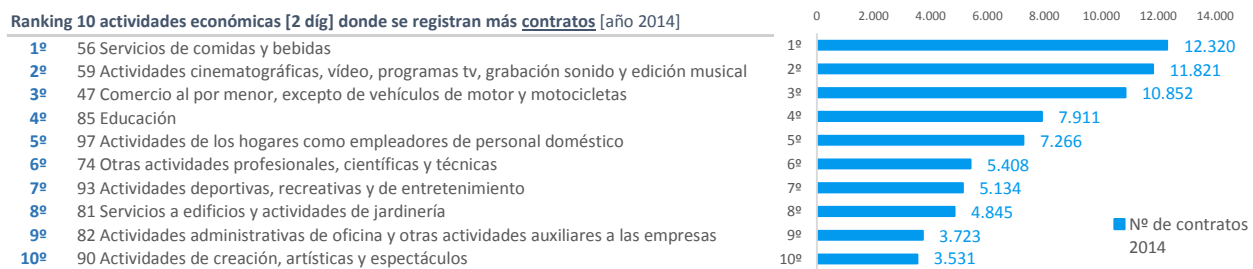 Ranking 10 actividades económicas [2 díg] donde se registran más contratos [año 2014]
1º 56 Servicios de comidas y bebidas
2º 59 Actividades cinematográficas, vídeo, programas tv, grabación sonido y edición musical
3º 47 Comercio al por menor, excepto de vehículos de motor y motocicletas
4º 85 Educación
5º 97 Actividades de los hogares como empleadores de personal doméstico
6º 74 Otras actividades profesionales, científicas y técnicas
7º 93 Actividades deportivas, recreativas y de entretenimiento
8º 81 Servicios a edificios y actividades de jardinería
9º 82 Actividades administrativas de oficina y otras actividades auxiliares a las empresas
10º 90 Actividades de creación, artísticas y espectáculos
0 2.000 4.000 6.000 8.000 10.000 12.000 14.000
1º 12.320
2º 11.821
3º 10.852
4º 7.911
5º 7.266
6º 5.408
7º 5.134
8º 4.845
9º 3.723
10º 3.531
Nº de contratos
2014